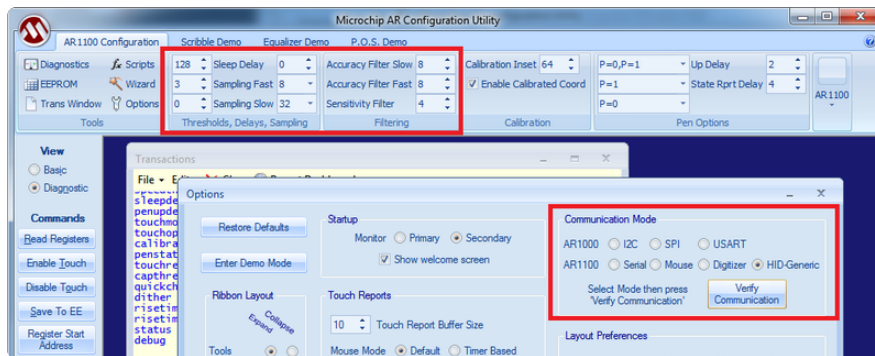 Microchip AR Configuration Utility
AR1100 Configuration Scribble Demo Equalizer Demo P.O.S. Demo
Diagnostics Scripts 128 Sleep Delay 0 Accuracy Filter Slow 8 Calibration Inset 64 P=0,P=1 Up Delay 2
EEPROM Wizard 3 Sampling Fast 8 Accuracy Filter Fast 8 Enable Calibrated Coord P=1 State Rprt Delay 4
Trans Window Options 0 Sampling Slow 32 Sensitivity Filter 4 P=0 AR1100
Tools Thresholds, Delays, Sampling Filtering Calibration Pen Options
View
Basic
Diagnostic
Commands
Read Registers
Enable Touch
Disable Touch
Save To EE
Register Start
Address
Transactions
File
sleepde
penupde
touchmo
touchop
calibra
penstat
touchre
capthre
quickch
dither
risetim
risetim
status
debug
Options
Restore Defaults
Enter Demo Mode
Ribbon Layout
Expand Collapse
Tools
Startup
Monitor Primary Secondary
Show welcome screen
Touch Reports
10 Touch Report Buffer Size
Mouse Mode Default Timer Based
Communication Mode
AR1000 I2C SPI USART
AR1100 Serial Mouse Digitizer HID-Generic
Select Mode then press
'Verify Communication'
Verify
Communication
Layout Preferences